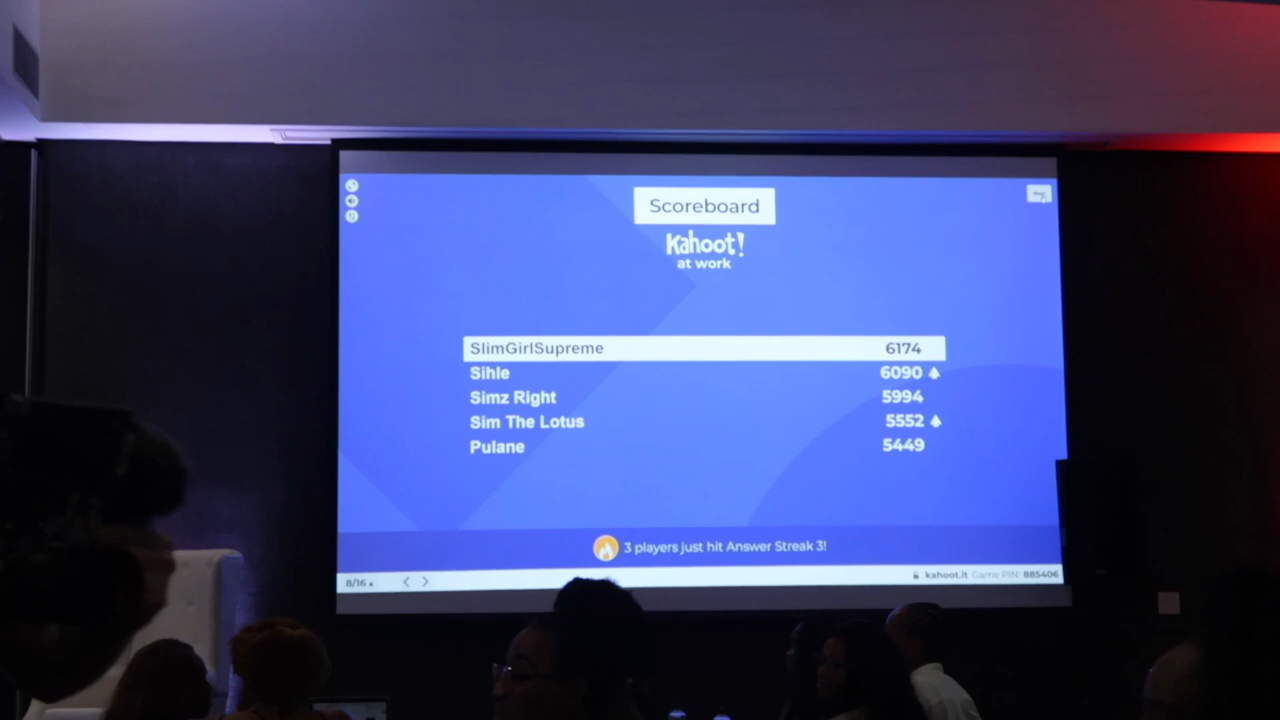 Scoreboard
Kahoot!
at work
SlimGirlSupreme 6174
Sihle 6090
Simz Right 5994
Sim The Lotus 5552
Pulane 5449
3 players just hit Answer Streak 3!
8/16 kahoot.it Game PIN: 885406